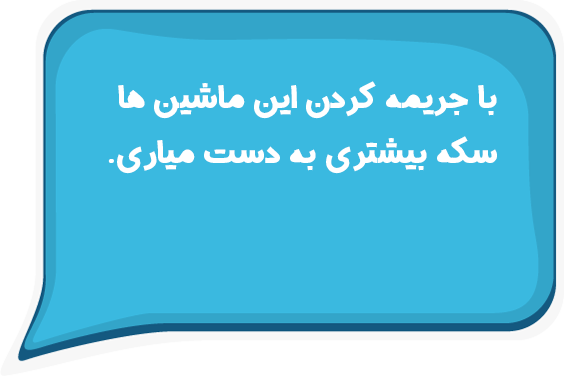 با جریمه کردن این ماشین ها
سکه بیشتری به دست میاری.